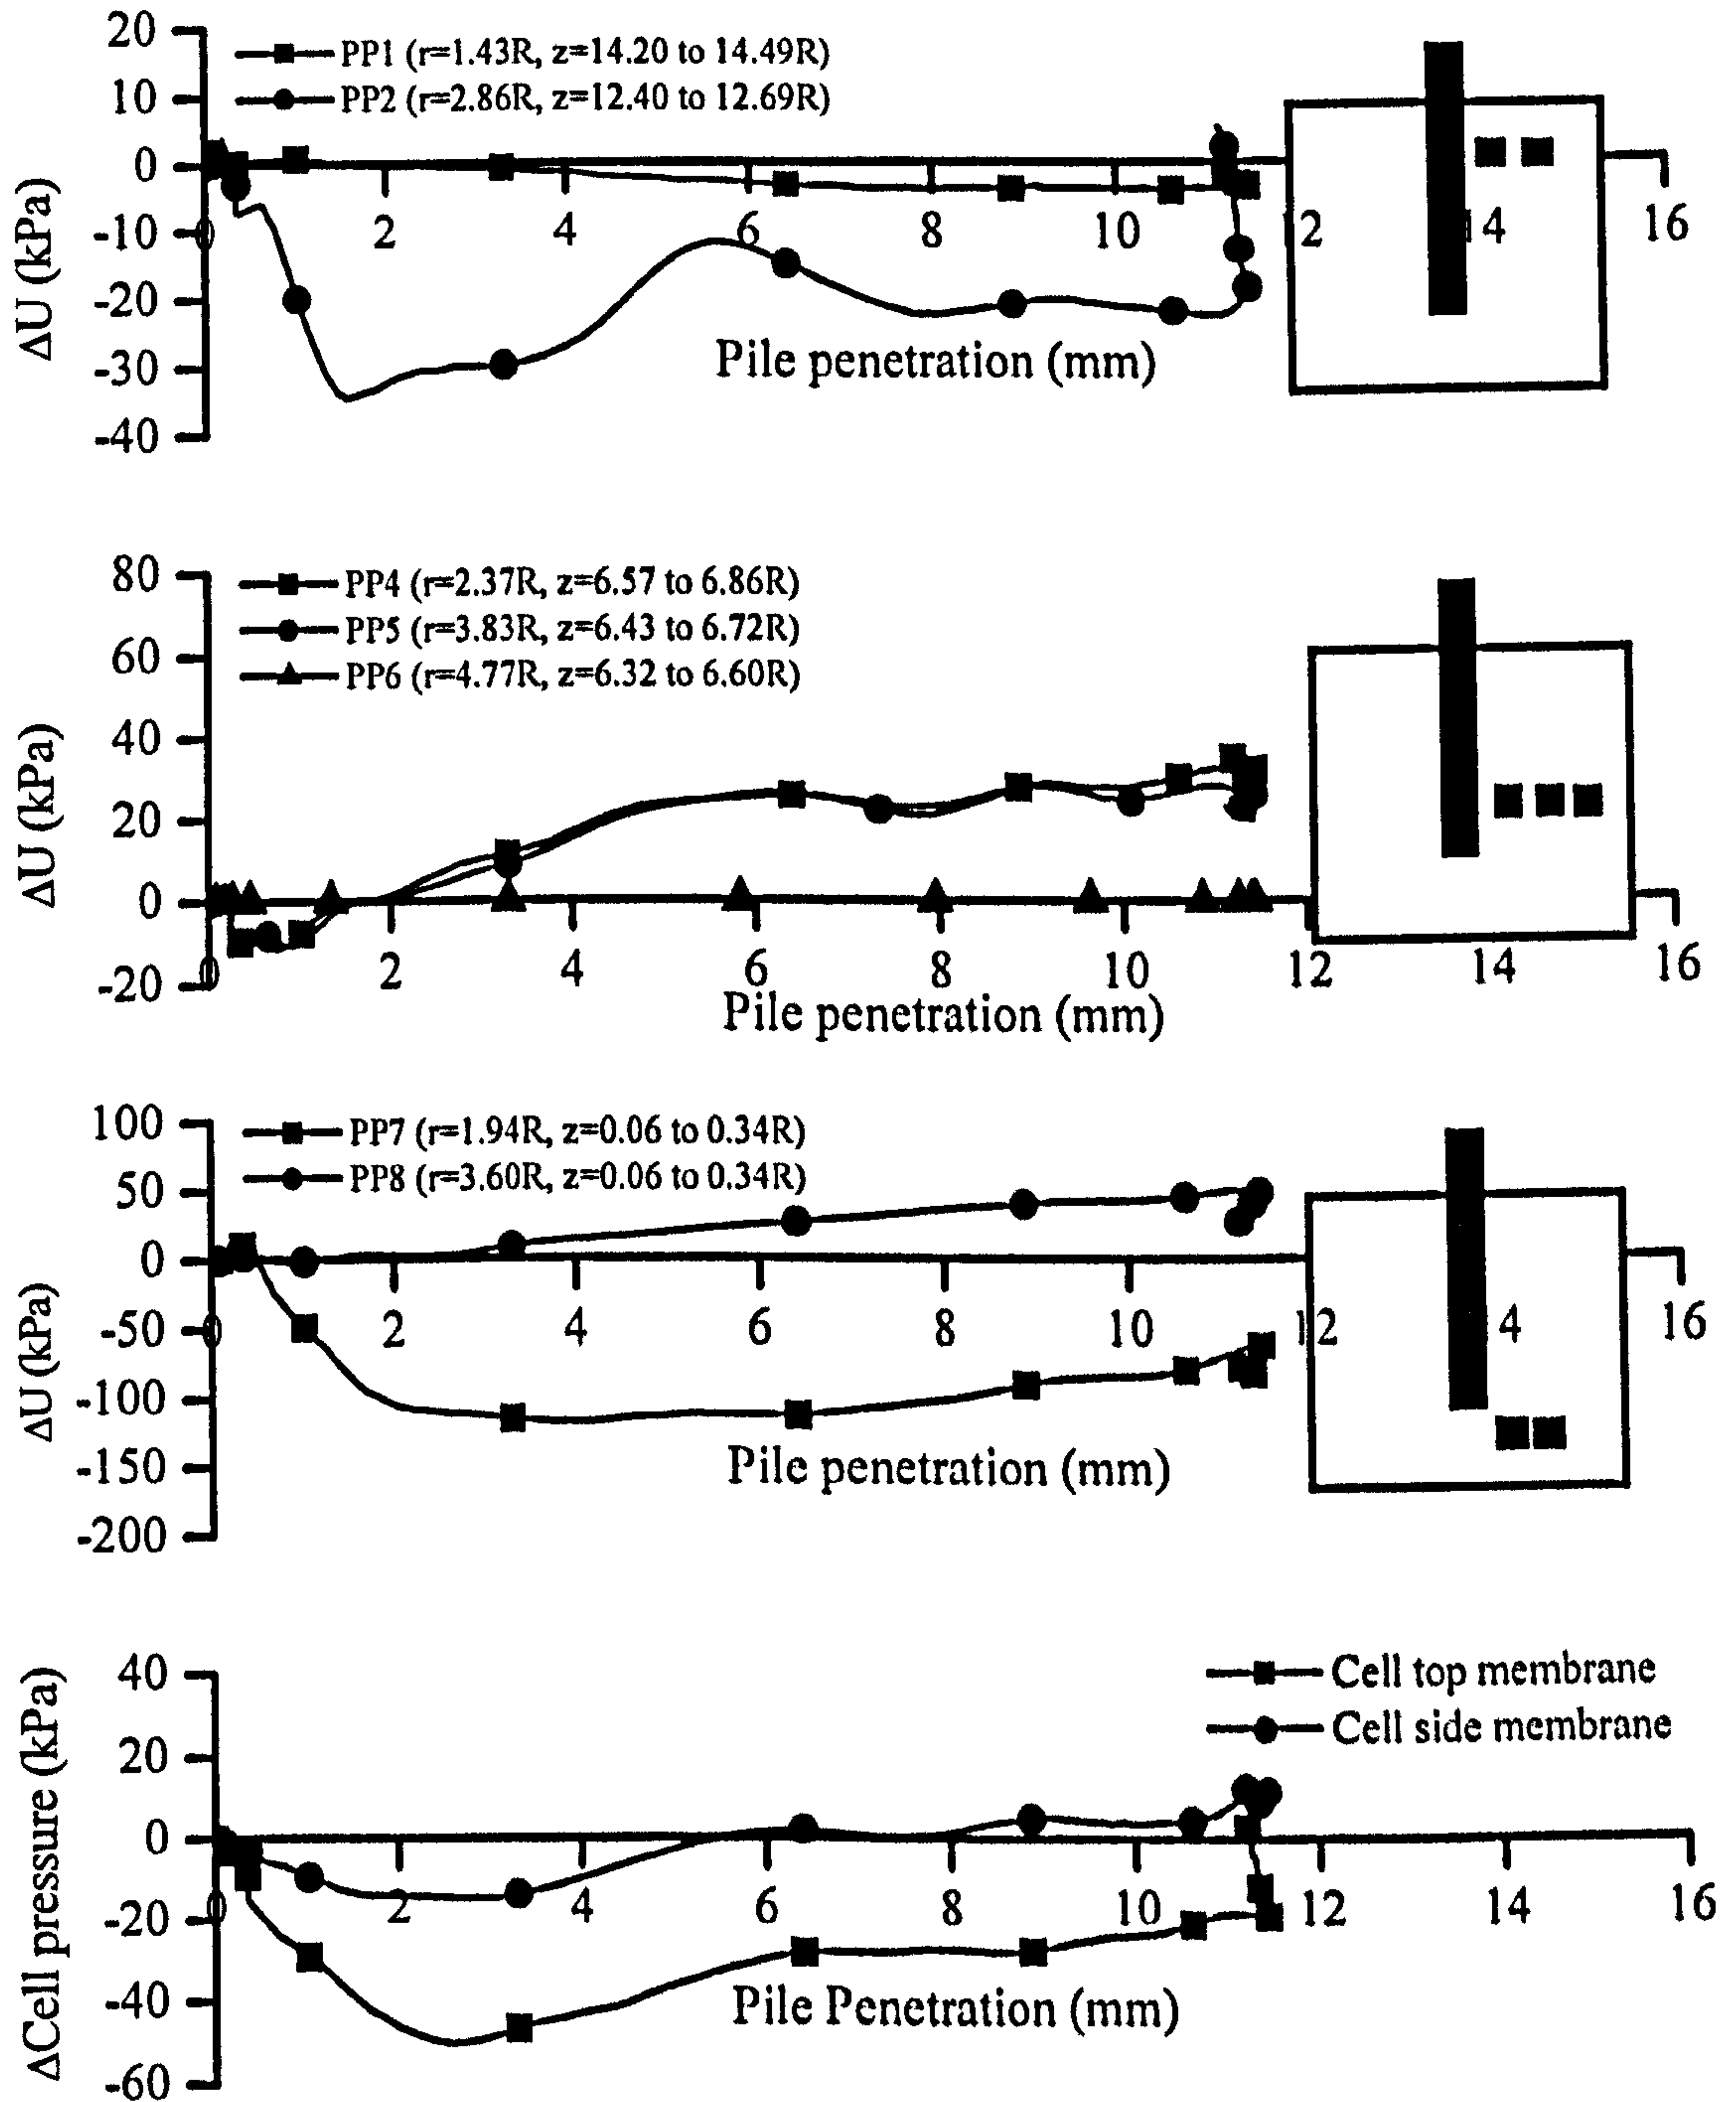 20
PP1 (r=1.43R, z=14.20 to 14.49R)
10
PP2 (r=2.86R, z=12.40 to 12.69R)
0
-10
0 2 4 6 8 10 2 4 16
-20
-30
-40
ΔU (kPa)
Pile penetration (mm)
80
PP4 (r=2.37R, z=6.57 to 6.86R)
PP5 (r=3.83R, z=6.43 to 6.72R)
60
PP6 (r=4.77R, z=6.32 to 6.60R)
40
20
0
-20
0 2 4 6 8 10 12 14 16
ΔU (kPa)
Pile penetration (mm)
100
PP7 (r=1.94R, z=0.06 to 0.34R)
50
PP8 (r=3.60R, z=0.06 to 0.34R)
0
-50
0 2 4 6 8 10 12 4 16
-100
-150
-200
ΔU (kPa)
Pile penetration (mm)
40
Cell top membrane
Cell side membrane
20
0
0 2 4 6 8 10 12 14 16
-20
-40
-60
ΔCell pressure (kPa)
Pile Penetration (mm)